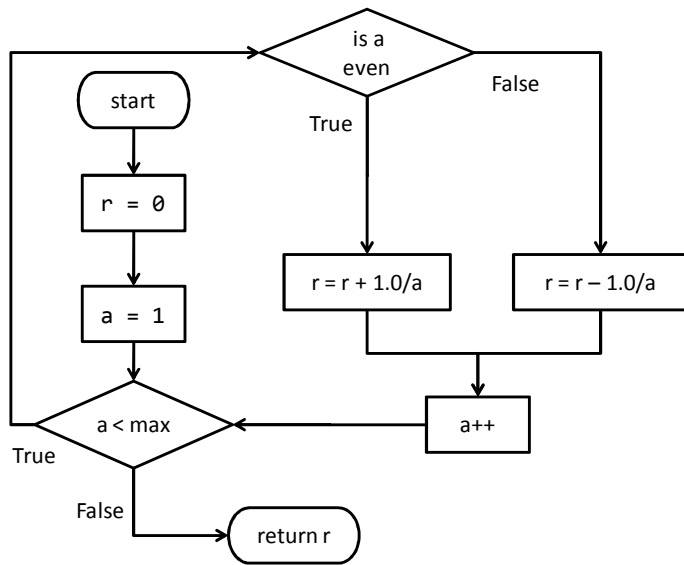 is a
even
start
True
False
r = 0
a = 1
r = r + 1.0/a
r = r – 1.0/a
a < max
a++
True
False
return r